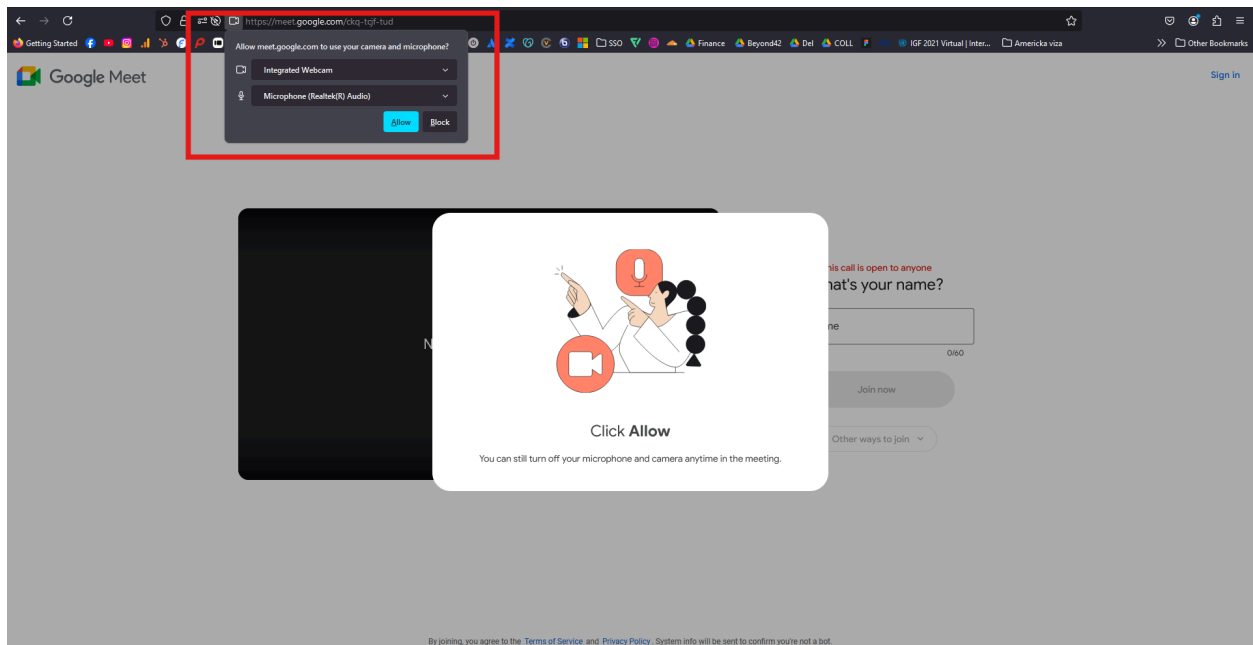 https://meet.google.com/ckq-tgjf-tud
Getting Started
SSO
Finance
Beyond42
Del
COLL
IGF 2021 Virtual | Inter...
Americka viza
Other Bookmarks
Allow meet.google.com to use your camera and microphone?
Integrated Webcam
Microphone (Realtek(R) Audio)
Allow
Block
Google Meet
Sign in
his call is open to anyone
hat's your name?
me
0/60
Join now
Other ways to join
N
Click Allow
You can still turn off your microphone and camera anytime in the meeting.
By joining, you agree to the Terms of Service and Privacy Policy. System info will be sent to confirm you're not a bot.